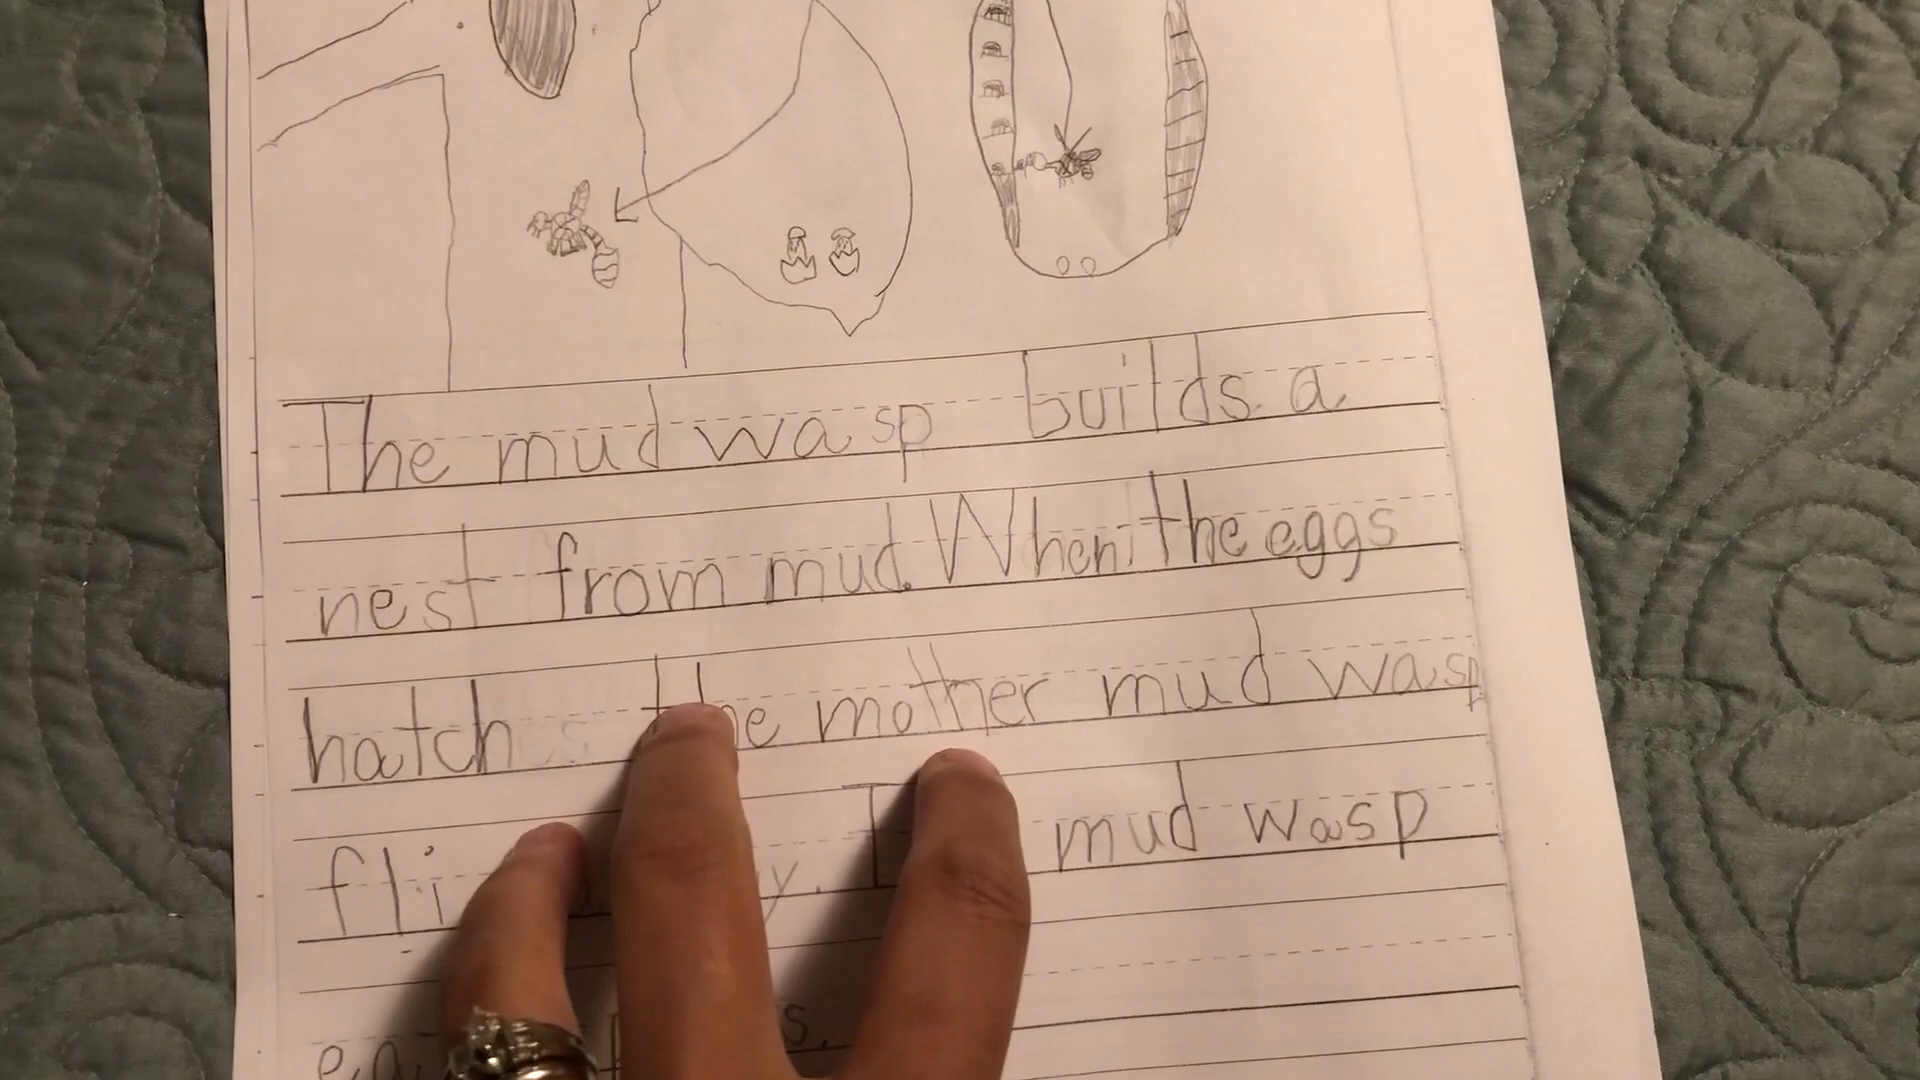 The mud wasp builds a
nest from mud. When the eggs
hatch the mother mud wasp
mud wasp